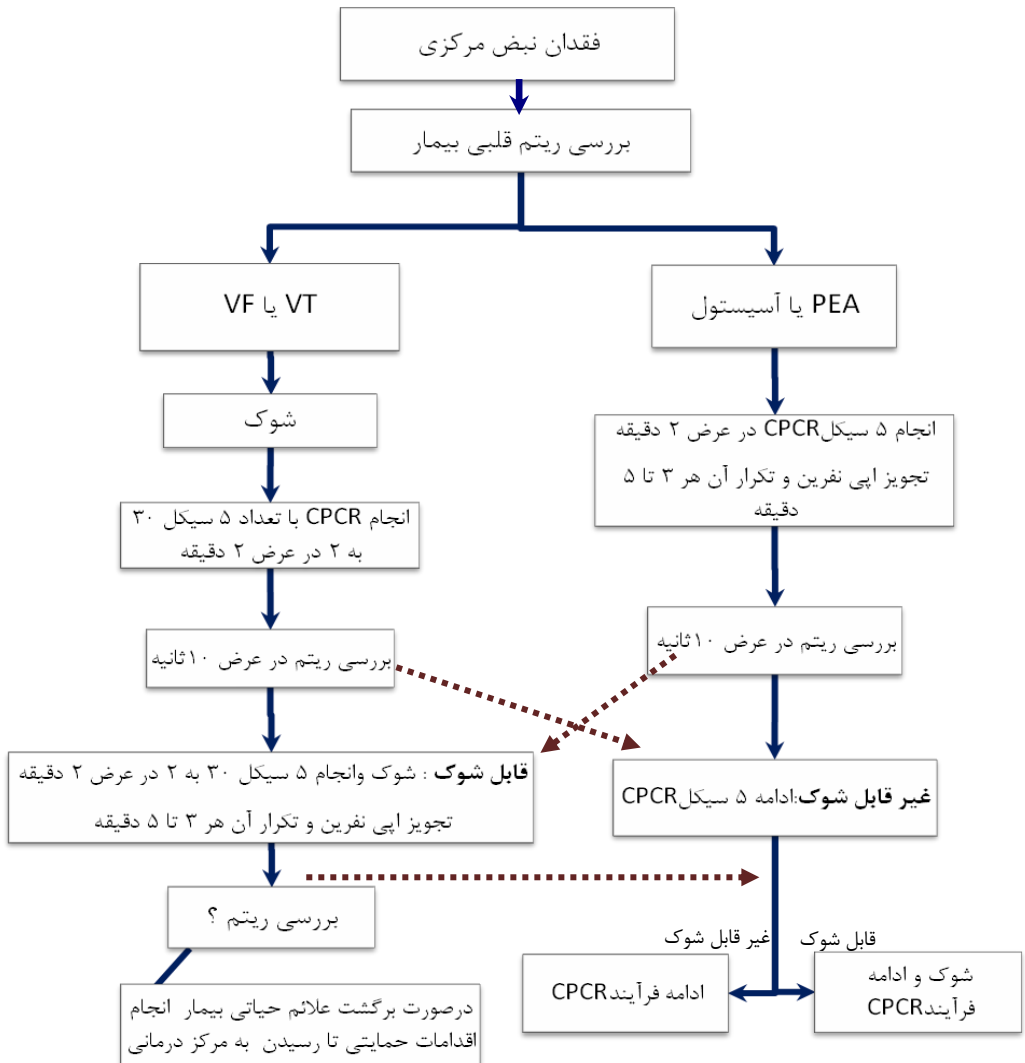 فقدان نبض مرکزی
بررسی ریتم قلبی بیمار
PEA یا آسیستول
VT یا VF
شوک
انجام ۵ سیکل CPCR در عرض ۲ دقیقه
تجویز اپی نفرین و تکرار آن هر ۳ تا ۵
دقیقه
انجام CPCR با تعداد ۵ سیکل ۳۰
به ۲ در عرض ۲ دقیقه
بررسی ریتم در عرض ۱۰ثانیه
بررسی ریتم در عرض ۱۰ثانیه
قابل شوک : شوک وانجام ۵ سیکل ۳۰ به ۲ در عرض ۲ دقیقه
تجویز اپی نفرین و تکرار آن هر ۳ تا ۵ دقیقه
غیر قابل شوک:ادامه ۵ سیکلCPCR
بررسی ریتم ؟
قابل شوک
غیر قابل شوک
شوک و ادامه
فرآیندCPCR
ادامه فرآیندCPCR
درصورت برگشت علائم حیاتی بیمار انجام
اقدامات حمایتی تا رسیدن به مرکز درمانی